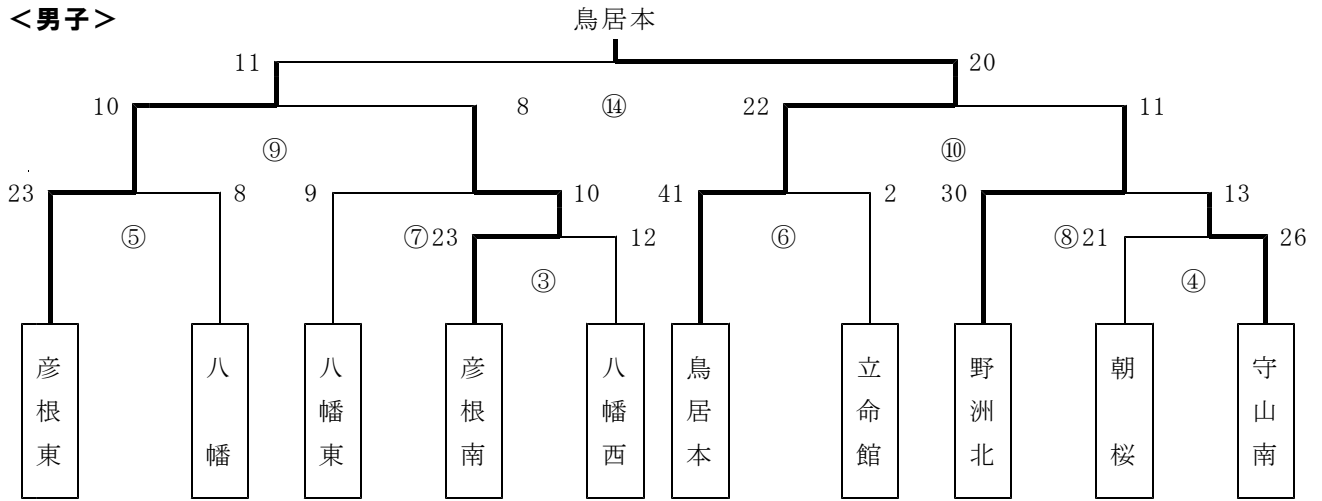 ＜男子＞
鳥居本
11 20
10 8 ⑭ 22 11
⑨ ⑩
23 8 9 10 41 2 30 13
⑤ ⑦23 12 ⑥ ⑧21 26
③ ④
彦根東
八幡
八幡東
彦根南
八幡西
鳥居本
立命館
野洲北
朝桜
守山南